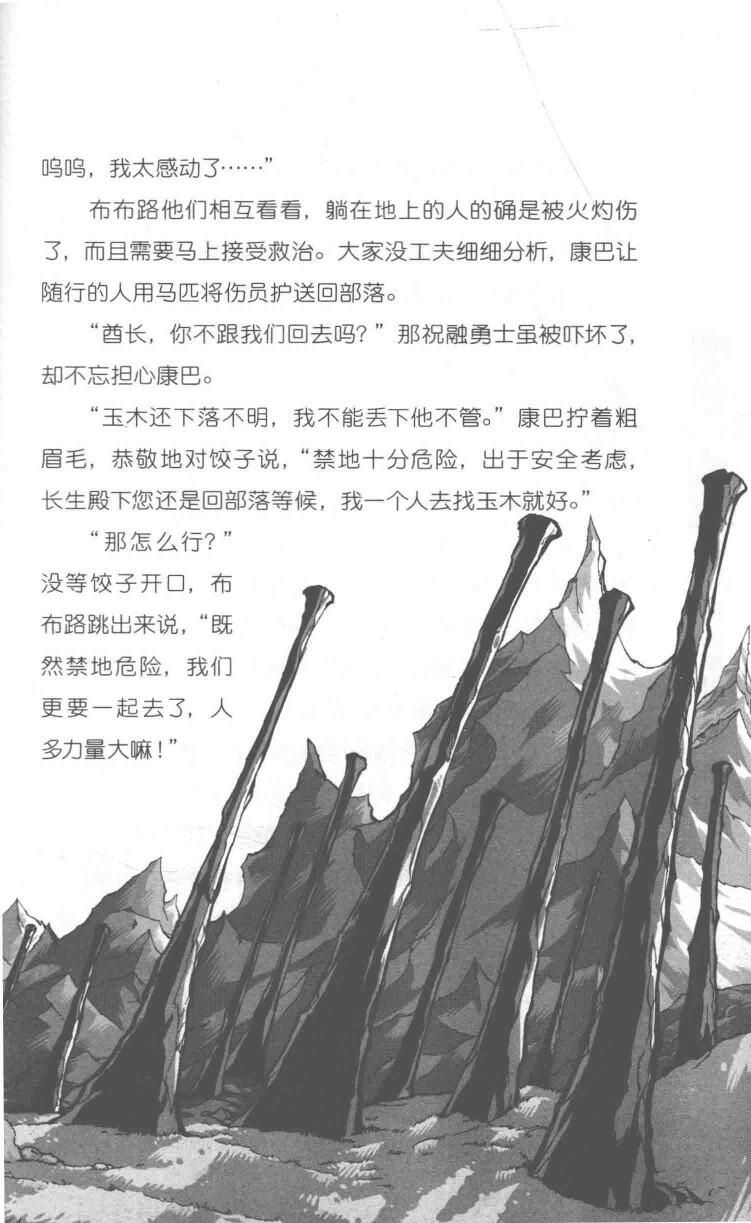 呜呜，我太感动了……”
布布路他们相互看看，躺在地上的人的确是被火灼伤
了，而且需要马上接受救治。大家没工夫细细分析，康巴让
随行的人用马匹将伤员护送回部落。
“酋长，你不跟我们回去吗？”那祝融勇士虽被吓坏了，
却不忘担心康巴。
“玉木还下落不明，我不能丢下他不管。”康巴拧着粗
眉毛，恭敬地对饺子说，“禁地十分危险，出于安全考虑，
长生殿下您还是回部落等候，我一个人去找玉木就好。”
“那怎么行？”
没等饺子开口，布
布路跳出来说，“既
然禁地危险，我们
更要一起去了，人
多力量大嘛！”